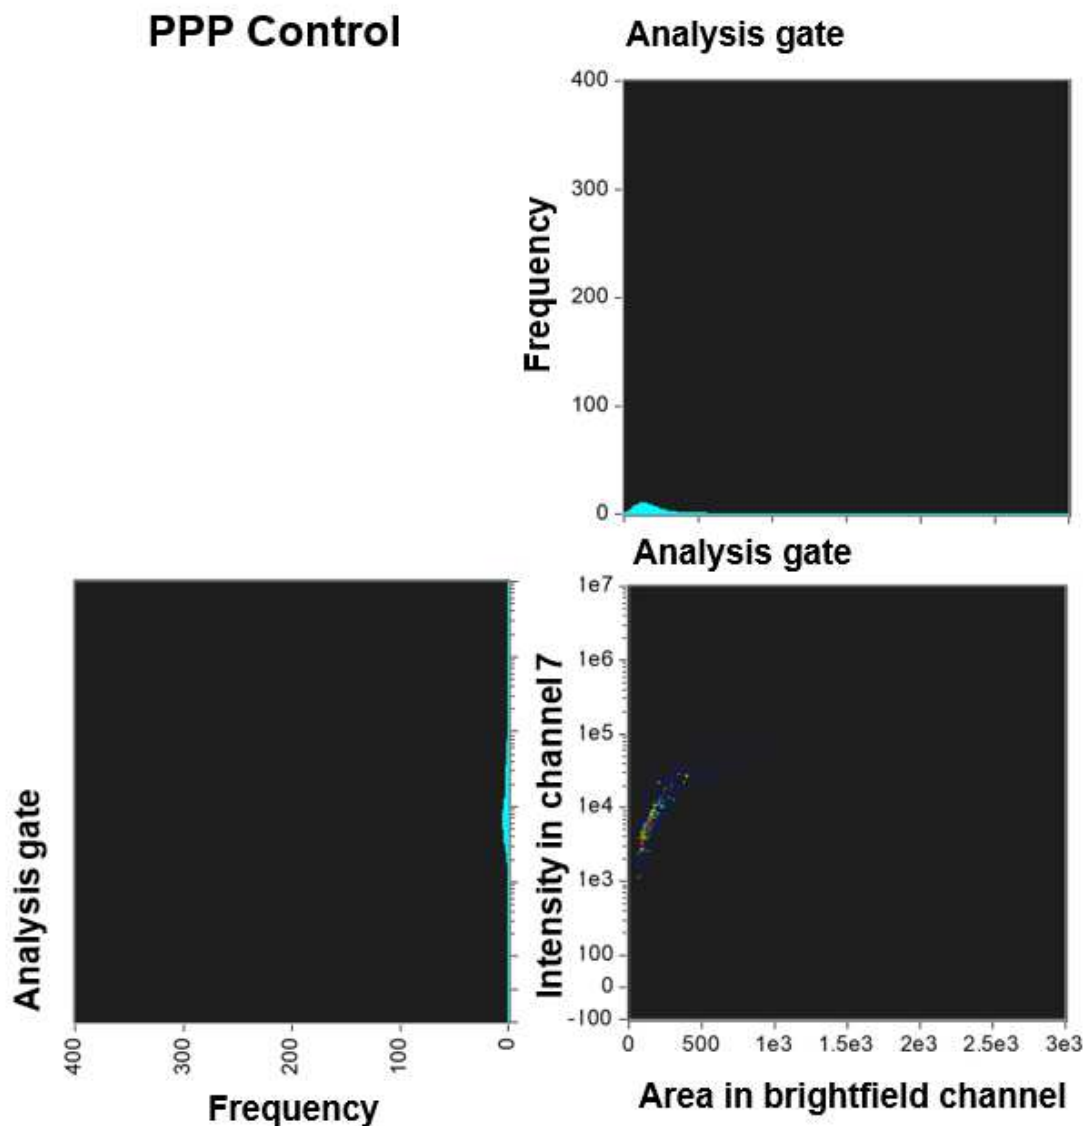 PPP Control
Analysis gate
400
300
200
100
0
Frequency
Analysis gate
1e7
1e6
1e5
1e4
1e3
100
0
-100
Intensity in channel 7
0
500
1e3
1.5e3
2e3
2.5e3
3e3
Area in brightfield channel
Analysis gate
400
300
200
100
0
Frequency